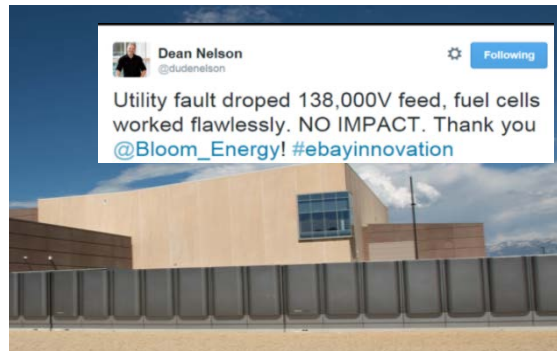 Dean Nelson
@dudenelson
Following
Utility fault droped 138,000V feed, fuel cells
worked flawlessly. NO IMPACT. Thank you
@Bloom_Energy! #ebayinnovation